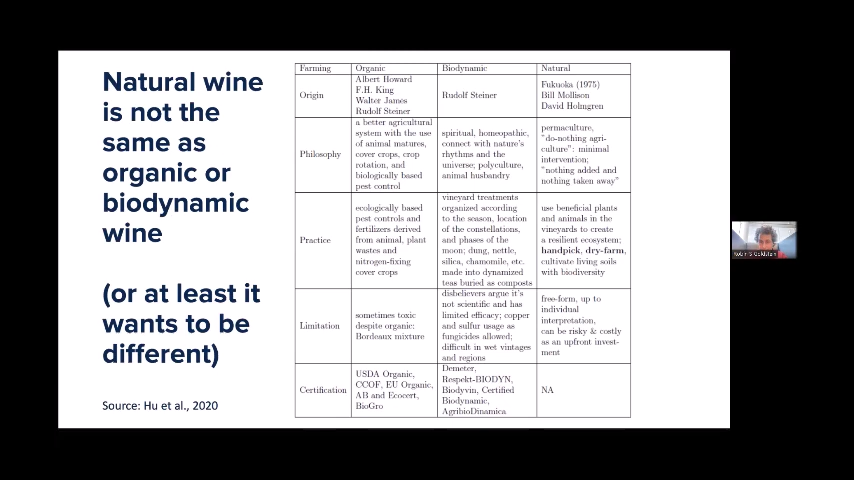 Natural wine
is not the
same as
organic or
biodynamic
wine
(or at least it
wants to be
different)
Source: Hu et al., 2020
Farming Organic Biodynamic Natural
Origin
Albert Howard
F.H. King
Walter James
Rudolf Steiner
Rudolf Steiner
Fukuoka (1975)
Bill Mollison
David Holmgren
Philosophy
a better agricultural
system with the use
of animal matures,
cover crops, crop
rotation, and
biologically based
pest control
spiritual, homeopathic,
connect with nature's
rhythms and the
universe; polyculture,
animal husbandry
permaculture,
"do-nothing agri-
culture": minimal
intervention;
"nothing added and
nothing taken away"
Practice
ecologically based
pest controls and
fertilizers derived
from animal, plant
wastes and
nitrogen-fixing
cover crops
vineyard treatments
organized according
to the season, location
of the constellations,
and phases of the
moon; dung, nettle,
silica, chamomile, etc.
made into dynamized
teas buried as composts
use beneficial plants
and animals in the
vineyards to create
a resilient ecosystem;
handpick, dry-farm,
cultivate living soils
with biodiversity
Limitation
sometimes toxic
despite organic:
Bordeaux mixture
disbelievers argue it's
not scientific and has
limited efficacy; copper
and sulfur usage as
fungicides allowed;
difficult in wet vintages
and regions
free-form, up to
individual
interpretation,
can be risky & costly
as an upfront invest-
ment
Certification
USDA Organic,
CCOF, EU Organic,
AB and Ecocert,
BioGro
Demeter,
Respekt-BIODYN,
Biodyvin, Certified
Biodynamic,
AgribioDinamica
NA
Robin S Goldstein